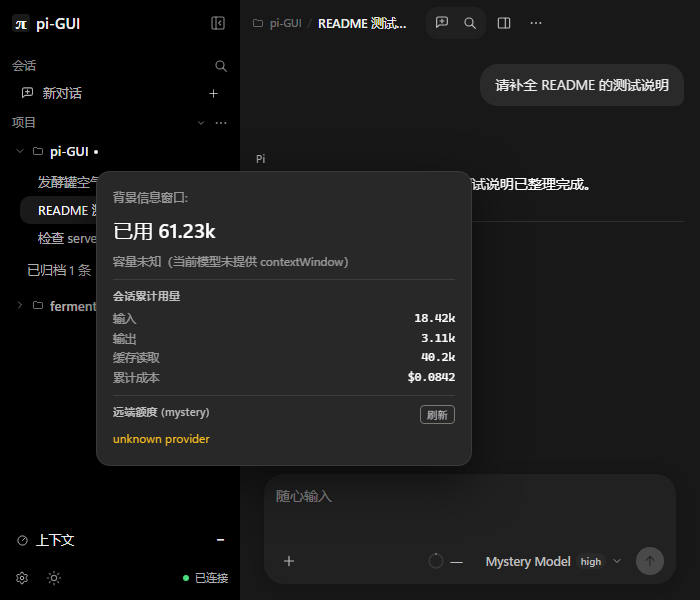 π pi-GUI
会话
新对话
项目
pi-GUI
发酵罐空气
README 测
检查 serve
已归档 1 条
ferment
上下文
已连接
pi-GUI / README 测试...
请补全 README 的测试说明
Pi
试说明已整理完成。
背景信息窗口:
已用 61.23k
容量未知（当前模型未提供 contextWindow）
会话累计用量
输入 18.42k
输出 3.11k
缓存读取 40.2k
累计成本 $0.0842
远端额度 (mystery) 刷新
unknown provider
随心输入
— Mystery Model high